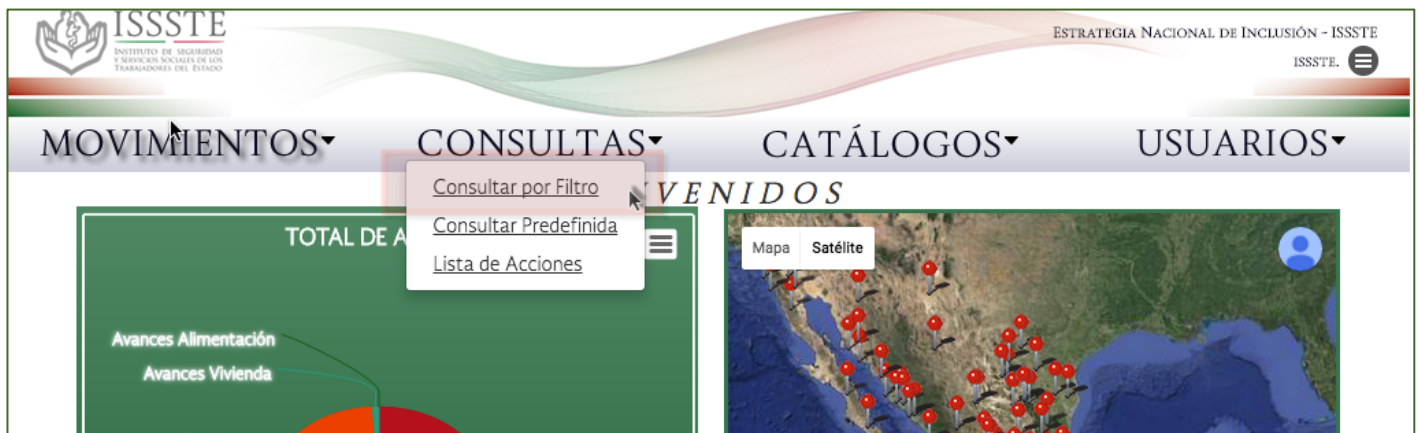 ISSSTE
INSTITUTO DE SEGURIDAD
Y SERVICIOS SOCIALES DE LOS
TRABAJADORES DEL ESTADO
ESTRATEGIA NACIONAL DE INCLUSIÓN - ISSSTE
ISSSTE.
MOVIMIENTOS CONSULTAS CATÁLOGOS USUARIOS
Consultar por Filtro
Consultar Predefinida
Lista de Acciones
NVENIDOS
TOTAL DE A
Mapa Satélite
Avances Alimentación
Avances Vivienda